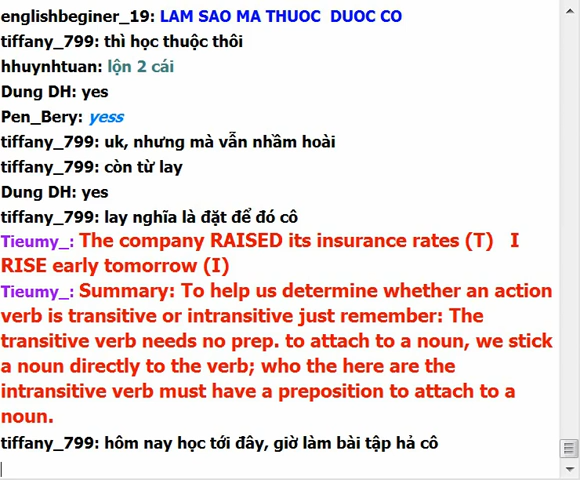 englishbeginer_19: LAM SAO MA THUOC DUOC CO
tiffany_799: thì học thuộc thôi
hhuynhtuan: lộn 2 cái
Dung DH: yes
Pen_Bery: yess
tiffany_799: uk, nhưng mà vẫn nhầm hoài
tiffany_799: còn từ lay
Dung DH: yes
tiffany_799: lay nghĩa là đặt để đó cô
Tieumy_: The company RAISED its insurance rates (T) I
RISE early tomorrow (I)
Tieumy_: Summary: To help us determine whether an action
verb is transitive or intransitive just remember: The
transitive verb needs no prep. to attach to a noun, we stick
a noun directly to the verb; who the here are the
intransitive verb must have a preposition to attach to a
noun.
tiffany_799: hôm nay học tới đây, giờ làm bài tập hả cô